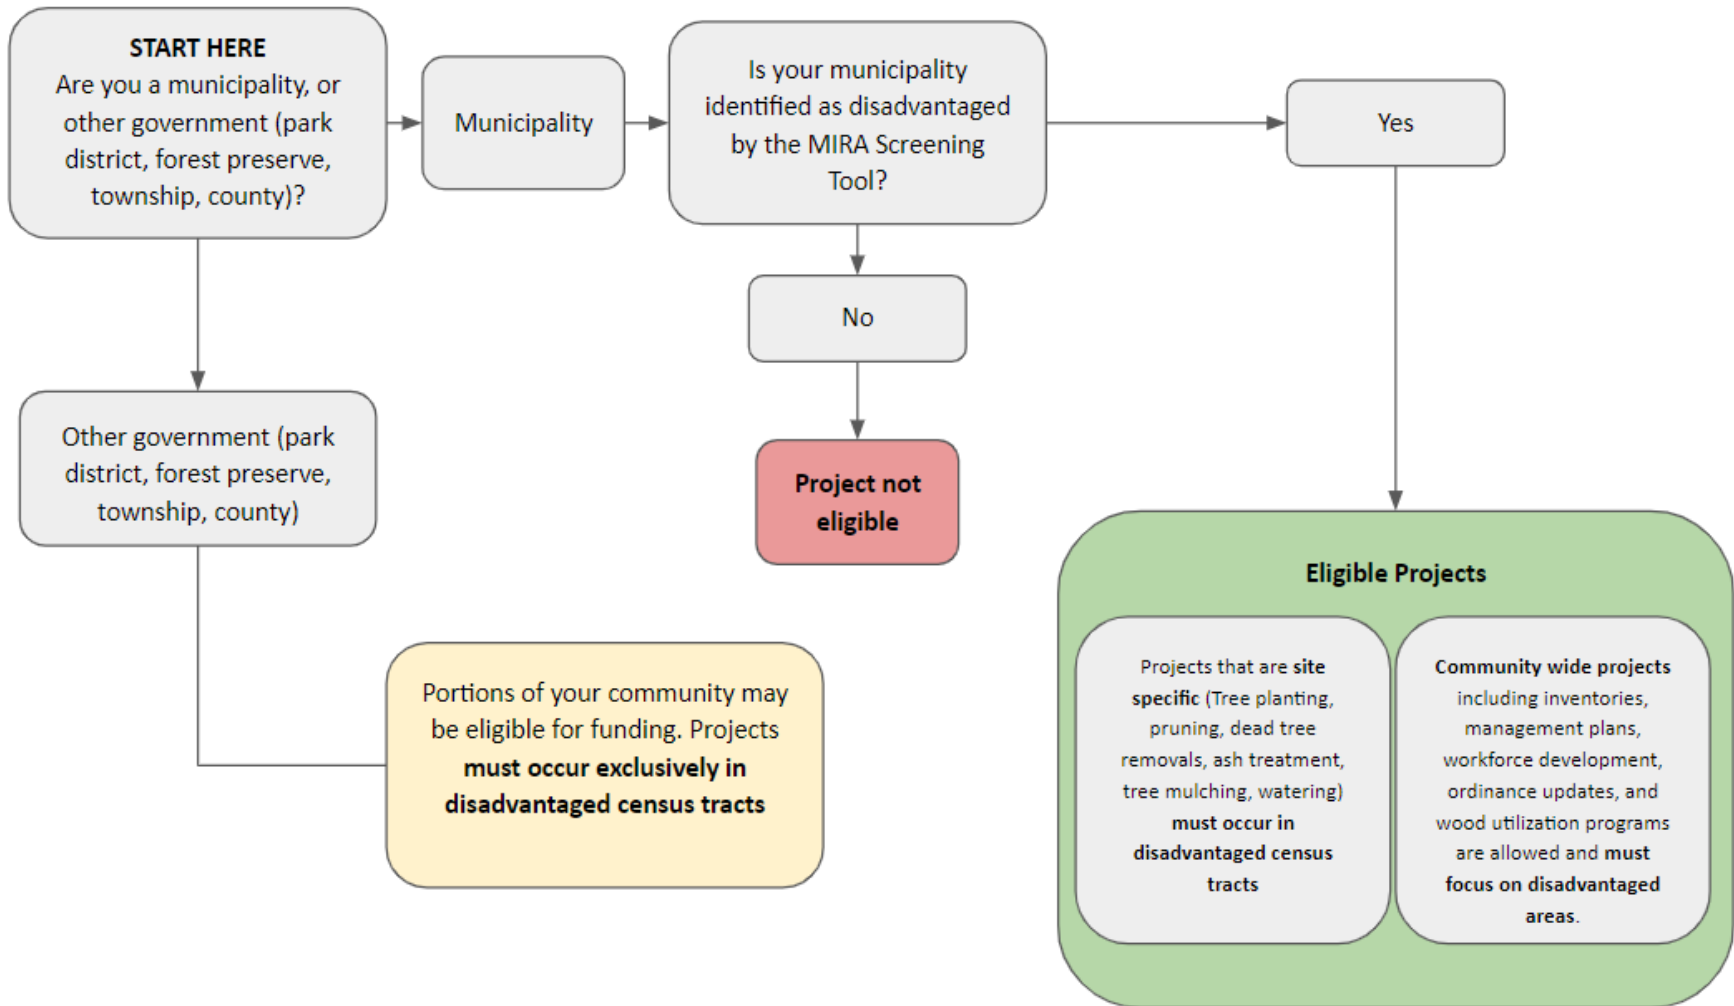 START HERE
Are you a municipality, or
other government (park
district, forest preserve,
township, county)?
Municipality
Is your municipality
identified as disadvantaged
by the MIRA Screening
Tool?
Yes
No
Project not
eligible
Other government (park
district, forest preserve,
township, county)
Portions of your community may
be eligible for funding. Projects
must occur exclusively in
disadvantaged census tracts
Eligible Projects
Projects that are site
specific (Tree planting,
pruning, dead tree
removals, ash treatment,
tree mulching, watering)
must occur in
disadvantaged census
tracts
Community wide projects
including inventories,
management plans,
workforce development,
ordinance updates, and
wood utilization programs
are allowed and must
focus on disadvantaged
areas.